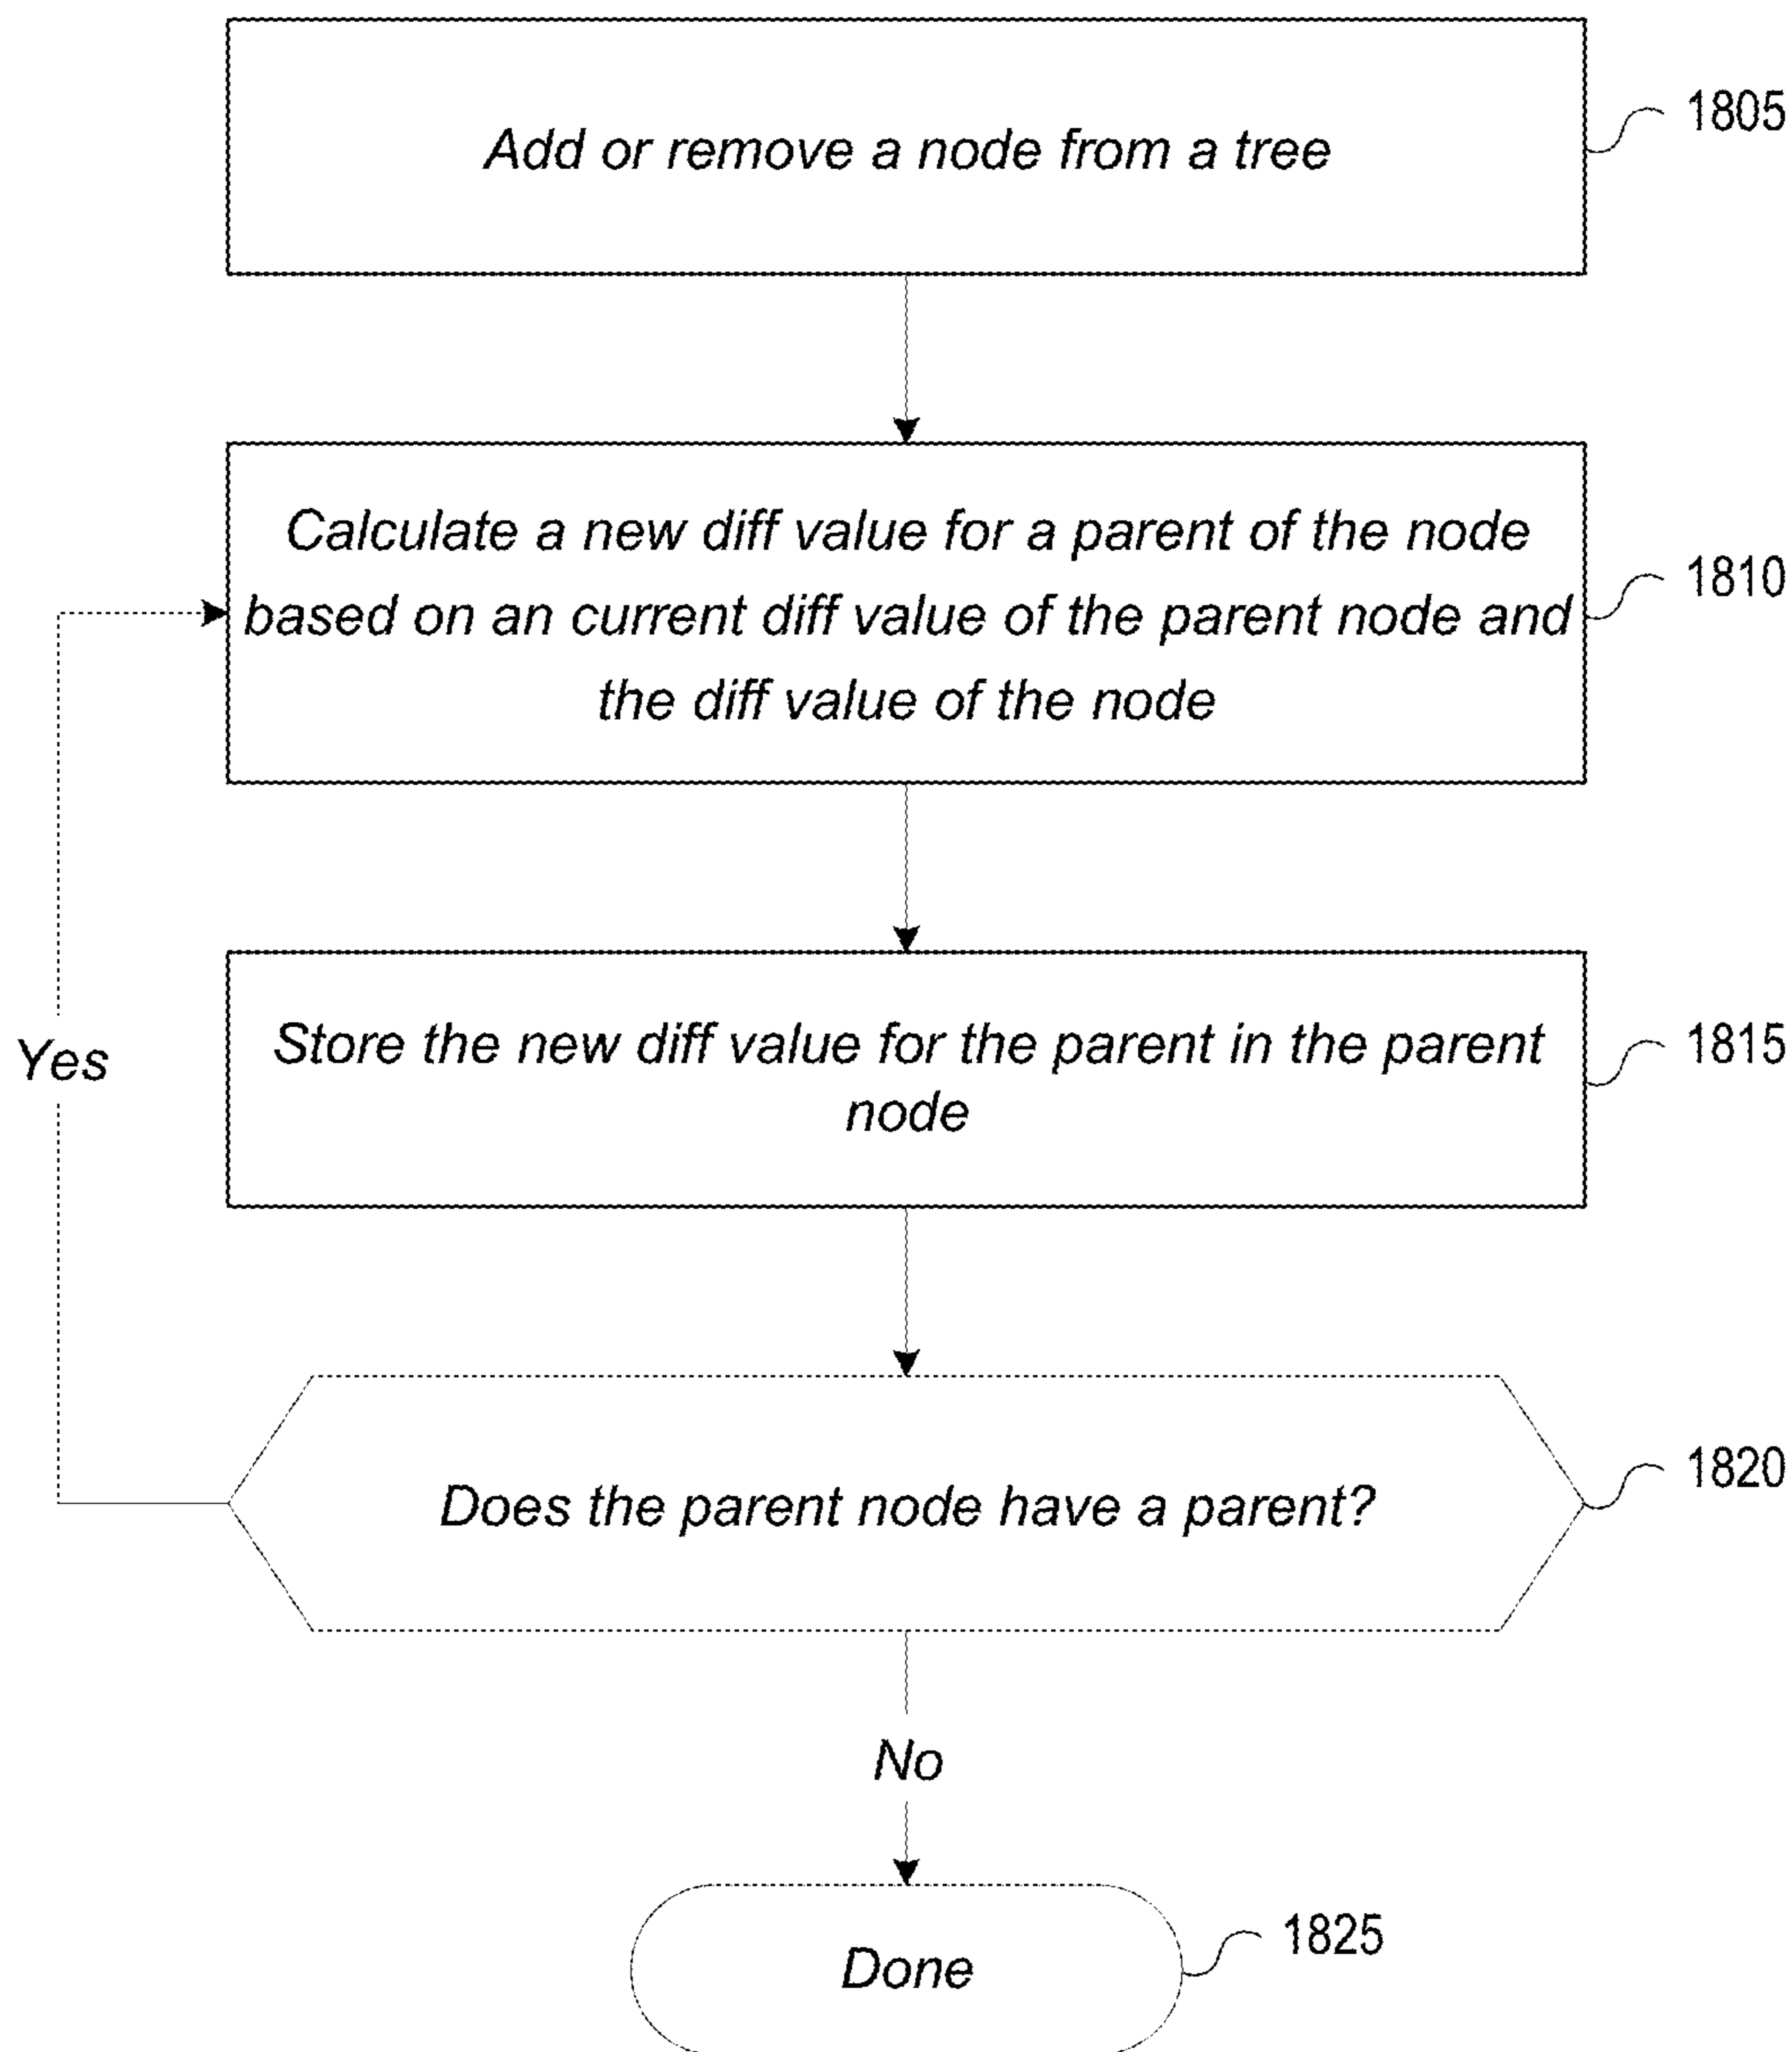 Add or remove a node from a tree
1805
Calculate a new diff value for a parent of the node
based on an current diff value of the parent node and
the diff value of the node
1810
Store the new diff value for the parent in the parent
node
1815
Yes
Does the parent node have a parent?
1820
No
Done
1825